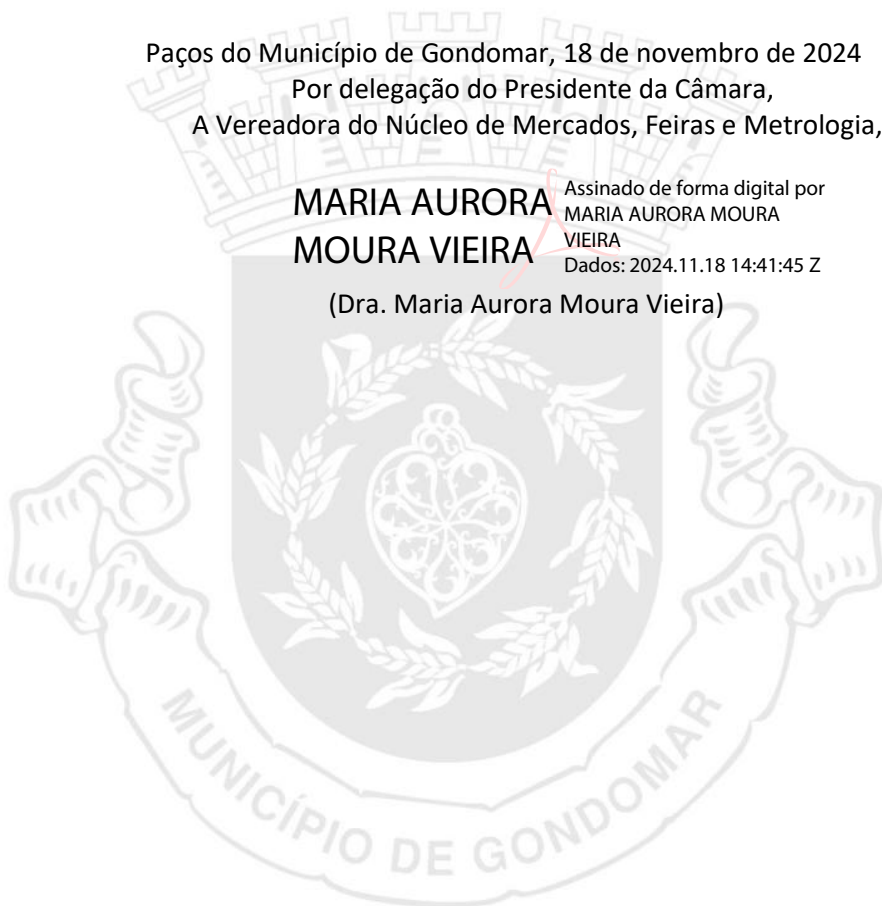 Paços do Município de Gondomar, 18 de novembro de 2024
Por delegação do Presidente da Câmara,
A Vereadora do Núcleo de Mercados, Feiras e Metrologia,
MARIA AURORA
MOURA VIEIRA
Assinado de forma digital por
MARIA AURORA MOURA
VIEIRA
Dados: 2024.11.18 14:41:45 Z
(Dra. Maria Aurora Moura Vieira)
MUNICÍPIO DE GONDOMAR